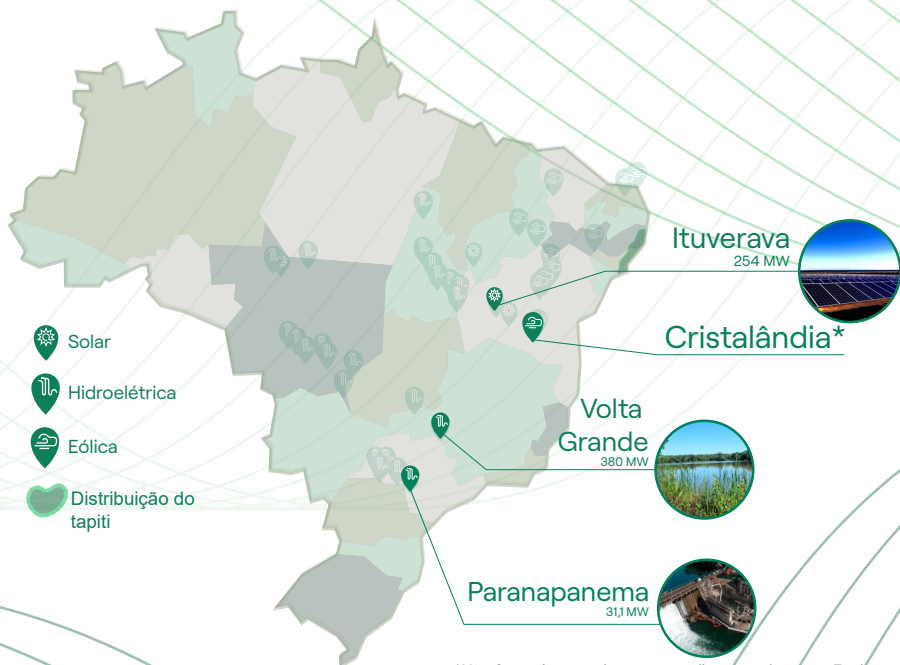 Ituverava
254 MW
Cristalândia*
Solar
Hidroelétrica
Eólica
Distribuição do
tapiti
Volta
Grande
380 MW
Paranapanema
31,1 MW